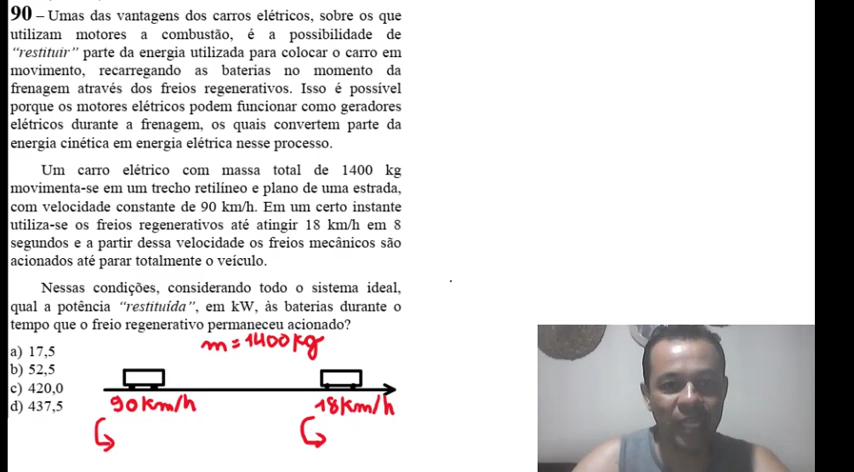 90 – Umas das vantagens dos carros elétricos, sobre os que
utilizam motores a combustão, é a possibilidade de
“restituir” parte da energia utilizada para colocar o carro em
movimento, recarregando as baterias no momento da
frenagem através dos freios regenerativos. Isso é possível
porque os motores elétricos podem funcionar como geradores
elétricos durante a frenagem, os quais convertem parte da
energia cinética em energia elétrica nesse processo.
Um carro elétrico com massa total de 1400 kg
movimenta-se em um trecho retilíneo e plano de uma estrada,
com velocidade constante de 90 km/h. Em um certo instante
utiliza-se os freios regenerativos até atingir 18 km/h em 8
segundos e a partir dessa velocidade os freios mecânicos são
acionados até parar totalmente o veículo.
Nessas condições, considerando todo o sistema ideal,
qual a potência “restituída”, em kW, às baterias durante o
tempo que o freio regenerativo permaneceu acionado?
m = 1400 kg
a) 17,5
b) 52,5
c) 420,0
d) 437,5
90 km/h
18 km/h